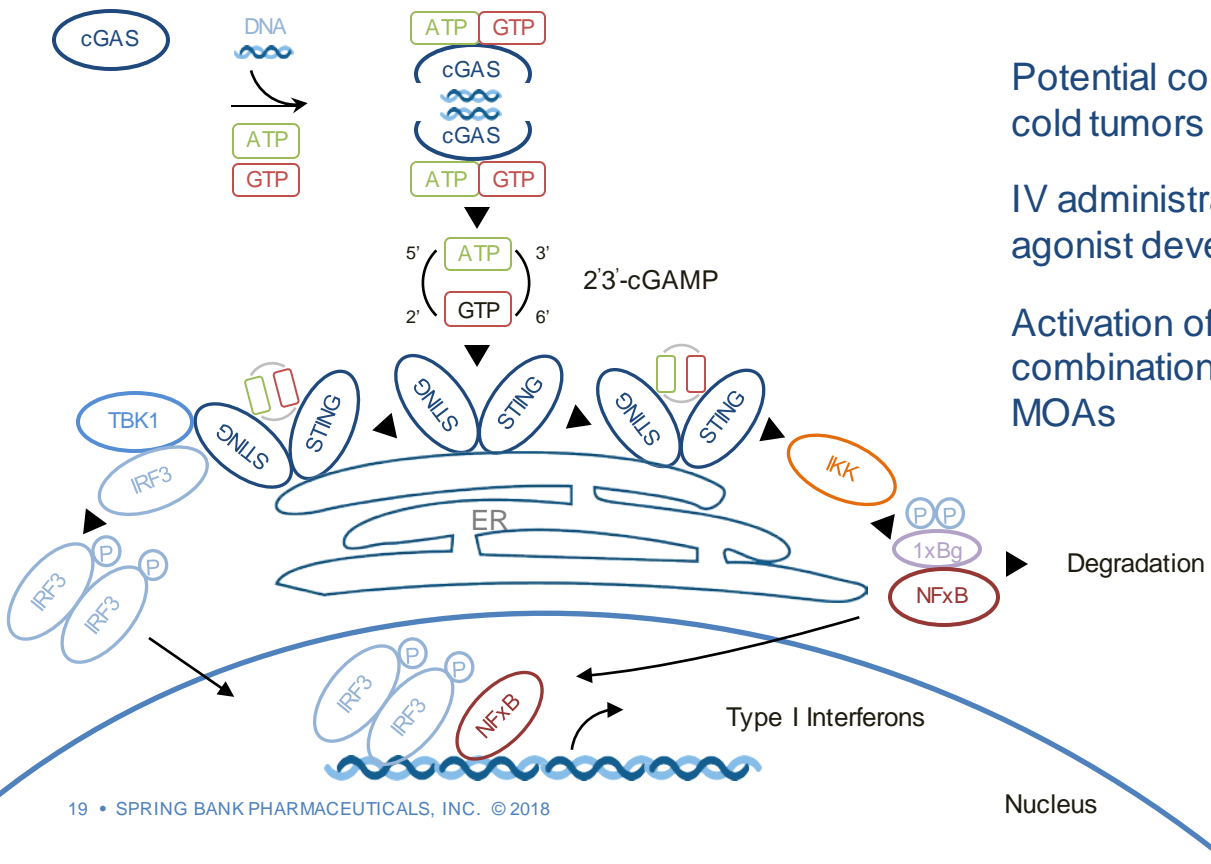 cGAS
DNA
ATP
GTP
ATP GTP
cGAS
cGAS
ATP GTP
5’ ATP 3’
2’ GTP 6’
2’3’-cGAMP
STING
STING
STING
STING
STING
STING
TBK1
IRF3
IKK
ER
P P
1xBg
NFxB
Degradation
P
P
IRF3
IRF3
P
P
IRF3
IRF3
NFxB
Type I Interferons
Nucleus
Potential co
cold tumors
IV administra
agonist deve
Activation of
combination
MOAs
19 • SPRING BANK PHARMACEUTICALS, INC. © 2018